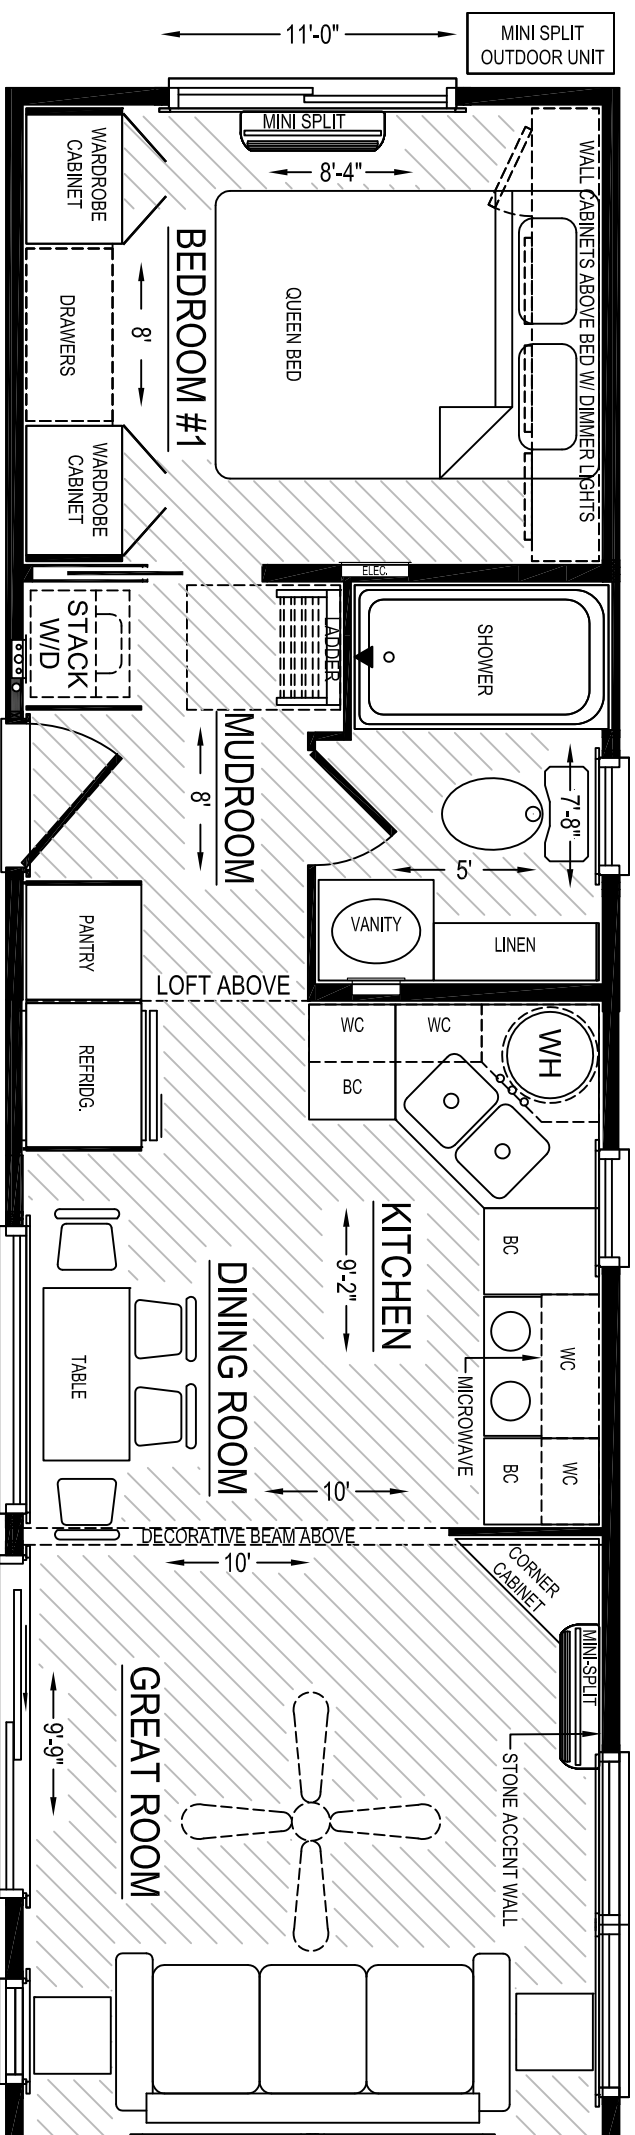 11'-0"
MINI SPLIT
OUTDOOR UNIT
MINI SPLIT
8'-4"
WARDROBE
CABINET
WALL CABINETS ABOVE BED W/ DIMMER LIGHTS
BEDROOM #1
8'
DRAWERS
QUEEN BED
WARDROBE
CABINET
ELEC.
STACK
W/D
LADDER
SHOWER
MUDROOM
8'
7'-8"
5'
PANTRY
VANITY
LINEN
LOFT ABOVE
REFRIDG.
WC
WC
WH
BC
KITCHEN
9'-2"
BC
DINING ROOM
TABLE
WC
MICROWAVE
BC
WC
10'
DECORATIVE BEAM ABOVE
10'
CORNER
CABINET
MINI-SPLIT
GREAT ROOM
9'-9"
STONE ACCENT WALL